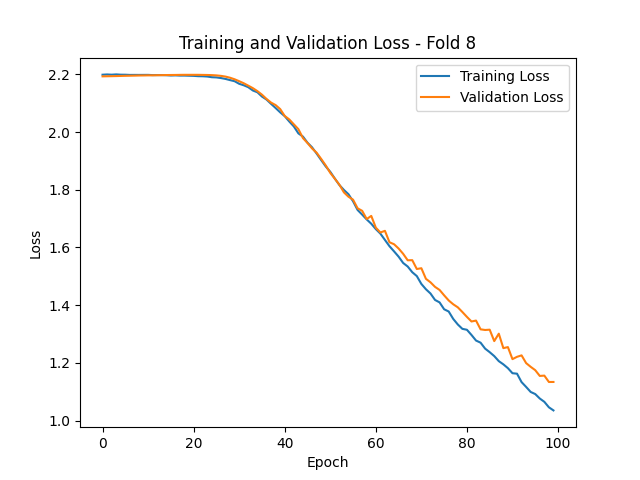 Training and Validation Loss - Fold 8
Training Loss
Validation Loss
Loss
2.2
2.0
1.8
1.6
1.4
1.2
1.0
0 20 40 60 80 100
Epoch